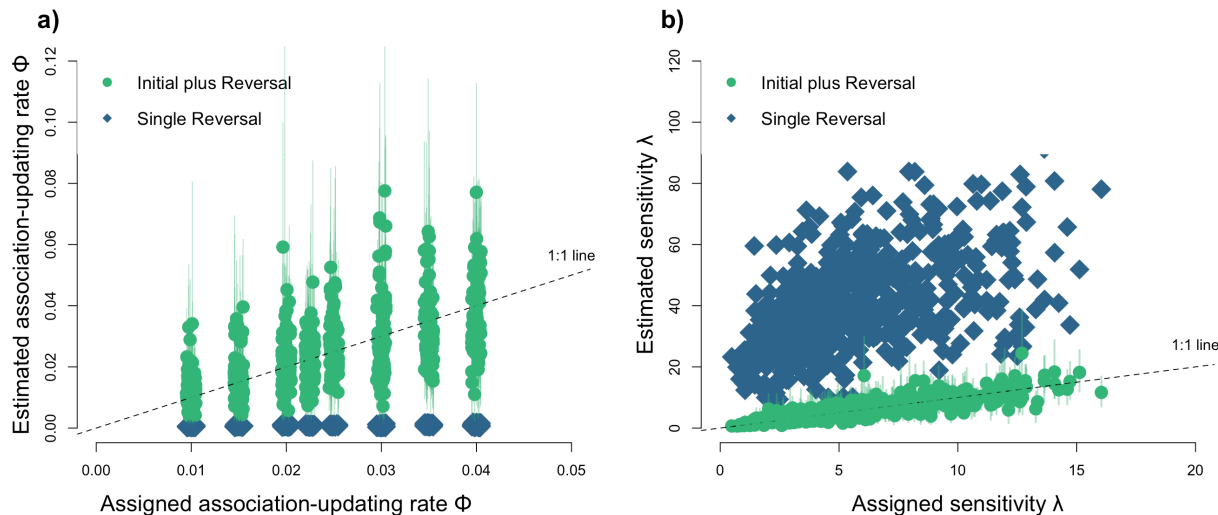 a)
Estimated association-updating rate Φ
0.12
0.10
0.08
0.06
0.04
0.02
0.00
Initial plus Reversal
Single Reversal
1:1 line
0.00 0.01 0.02 0.03 0.04 0.05
Assigned association-updating rate Φ
b)
Estimated sensitivity λ
120
100
80
60
40
20
0
Initial plus Reversal
Single Reversal
1:1 line
0 5 10 15 20
Assigned sensitivity λ